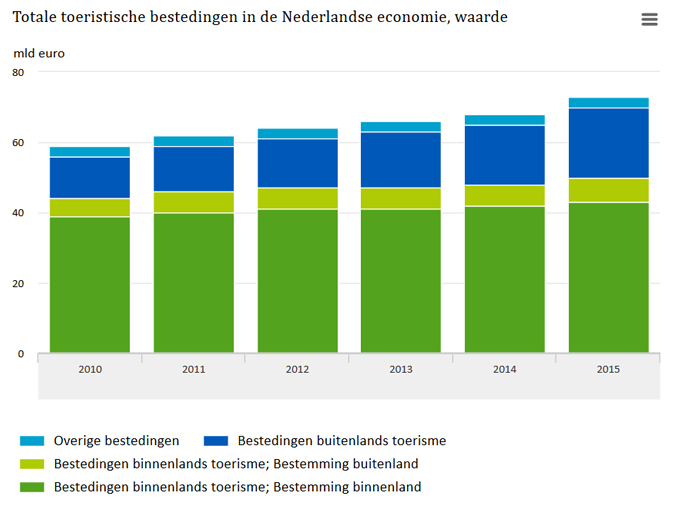 Totale toeristische bestedingen in de Nederlandse economie, waarde
mld euro
80
60
40
20
0
2010 2011 2012 2013 2014 2015
Overige bestedingen Bestedingen buitenlands toerisme
Bestedingen binnenlands toerisme; Bestemming buitenland
Bestedingen binnenlands toerisme; Bestemming binnenland